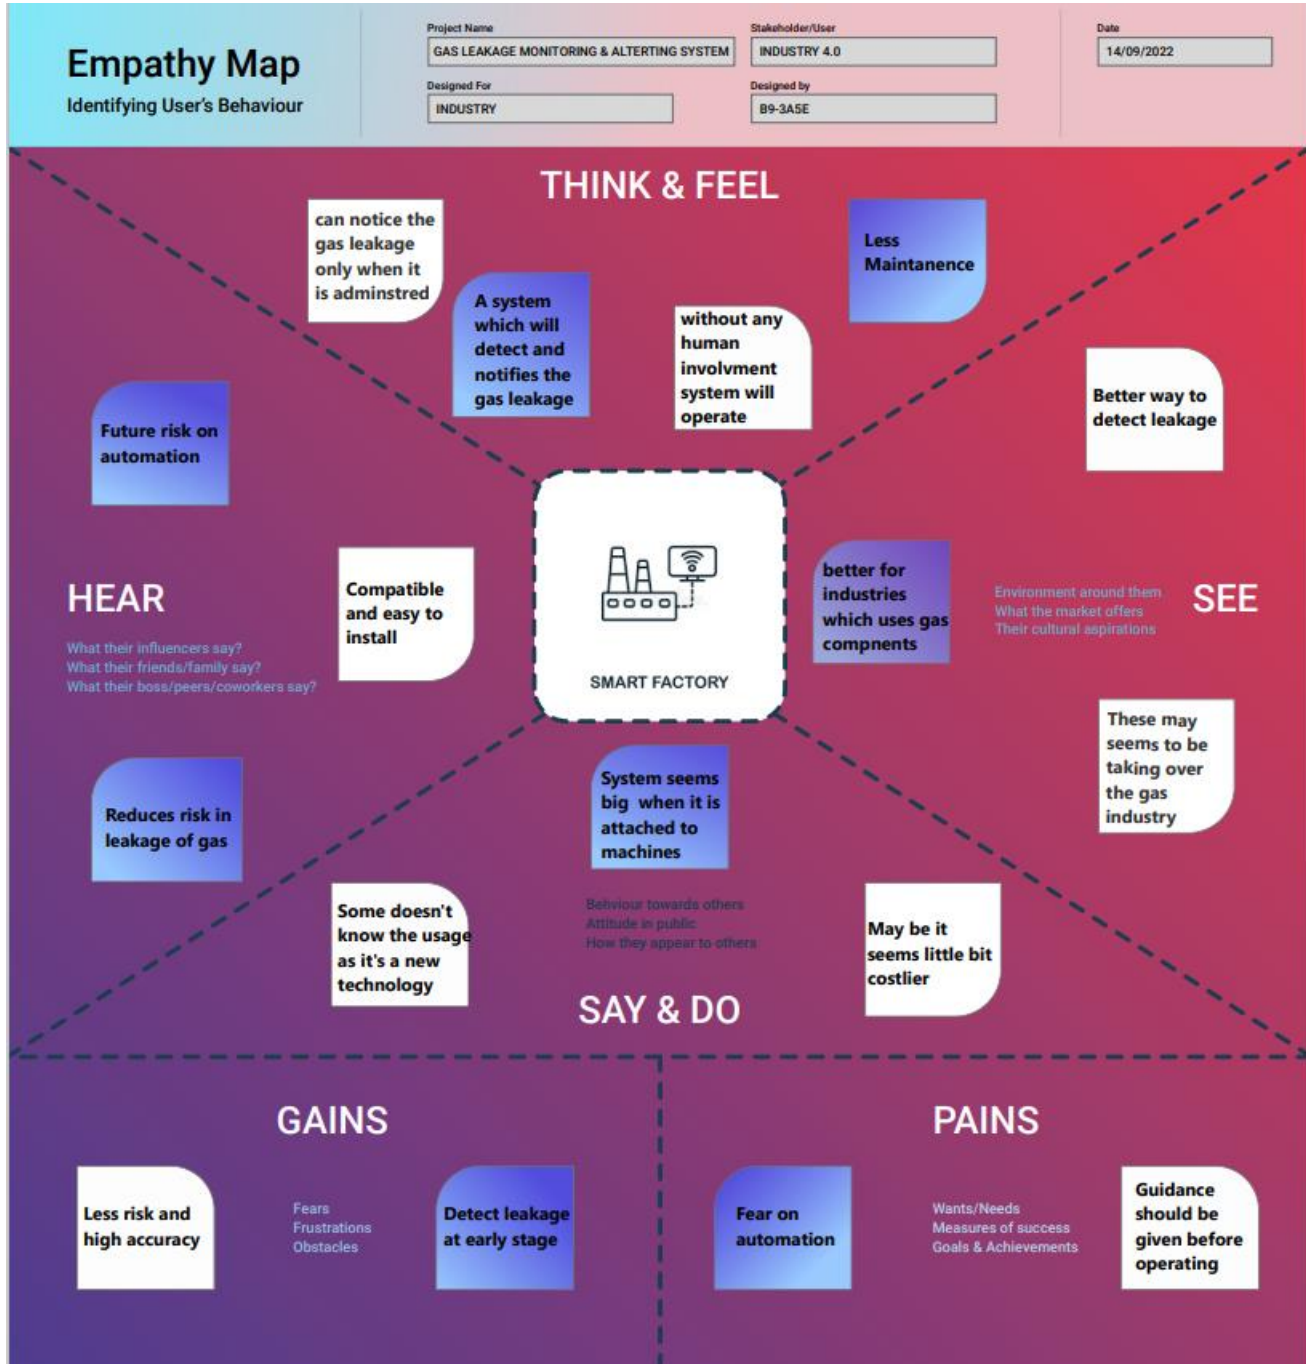 Empathy Map
Identifying User's Behaviour
Project Name
GAS LEAKAGE MONITORING & ALTERTING SYSTEM
Designed For
INDUSTRY
Stakeholder/User
INDUSTRY 4.0
Designed by
B9-3A5E
Date
14/09/2022
THINK & FEEL
can notice the
gas leakage
only when it
is adminstred
A system
which will
detect and
notifies the
gas leakage
without any
human
involvment
system will
operate
Less
Maintanence
Future risk on
automation
HEAR
What their influencers say?
What their friends/family say?
What their boss/peers/coworkers say?
Compatible
and easy to
install
Reduces risk in
leakage of gas
SMART FACTORY
Better way to
detect leakage
better for
industries
which uses gas
compnents
Environment around them
What the market offers
Their cultural aspirations
SEE
These may
seems to be
taking over
the gas
industry
System seems
big when it is
attached to
machines
Some doesn't
know the usage
as it's a new
technology
Behviour towards others
Attitude in public
How they appear to others
May be it
seems little bit
costlier
SAY & DO
GAINS
Less risk and
high accuracy
Fears
Frustrations
Obstacles
Detect leakage
at early stage
PAINS
Fear on
automation
Wants/Needs
Measures of success
Goals & Achievements
Guidance
should be
given before
operating